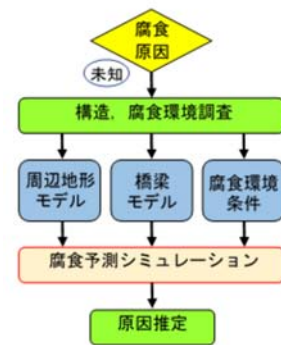 腐食
原因
未知
構造，腐食環境調査
周辺地形
モデル
橋梁
モデル
腐食環境
条件
腐食予測シミュレーション
原因推定